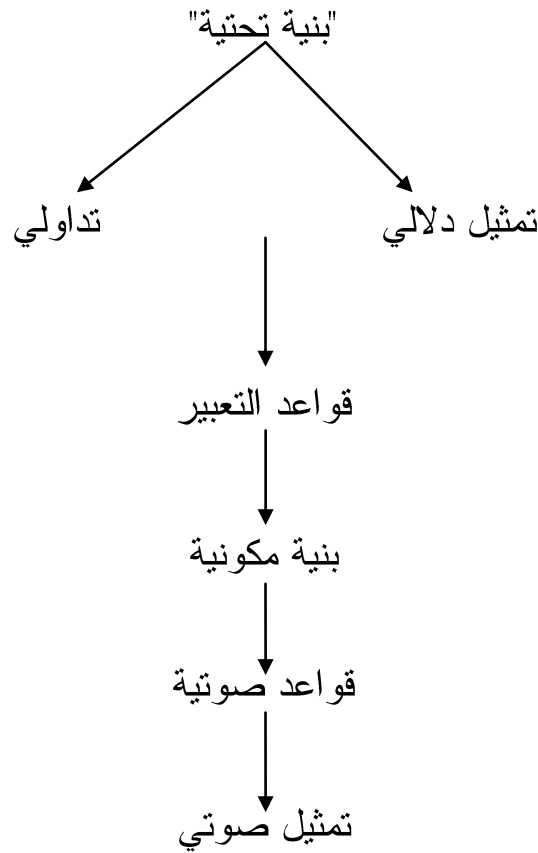 "بنية تحتية"
تمثيل دلالي تداولي
قواعد التعبير
بنية مكونية
قواعد صوتية
تمثيل صوتي